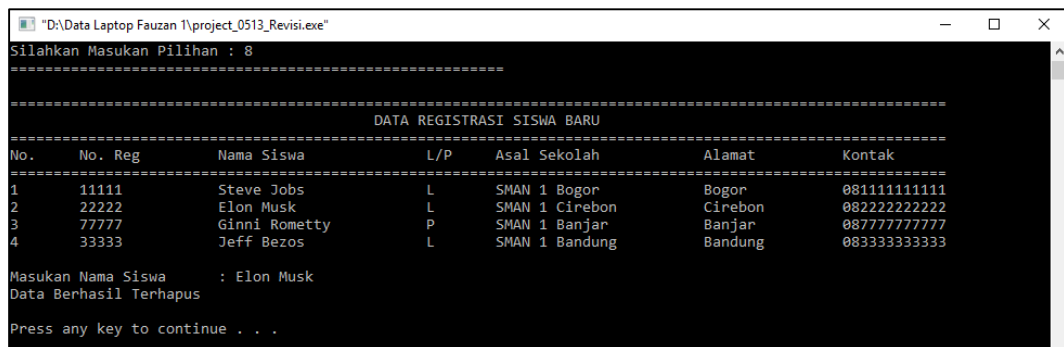 "D:\Data Laptop Fauzan 1\project_0513_Revisi.exe"
Silahkan Masukan Pilihan : 8
=========================================================
============================================================================================================
DATA REGISTRASI SISWA BARU
============================================================================================================
No. No. Reg Nama Siswa L/P Asal Sekolah Alamat Kontak
============================================================================================================
1 11111 Steve Jobs L SMAN 1 Bogor Bogor 081111111111
2 22222 Elon Musk L SMAN 1 Cirebon Cirebon 082222222222
3 77777 Ginni Rometty P SMAN 1 Banjar Banjar 087777777777
4 33333 Jeff Bezos L SMAN 1 Bandung Bandung 083333333333
Masukan Nama Siswa : Elon Musk
Data Berhasil Terhapus
Press any key to continue . . .